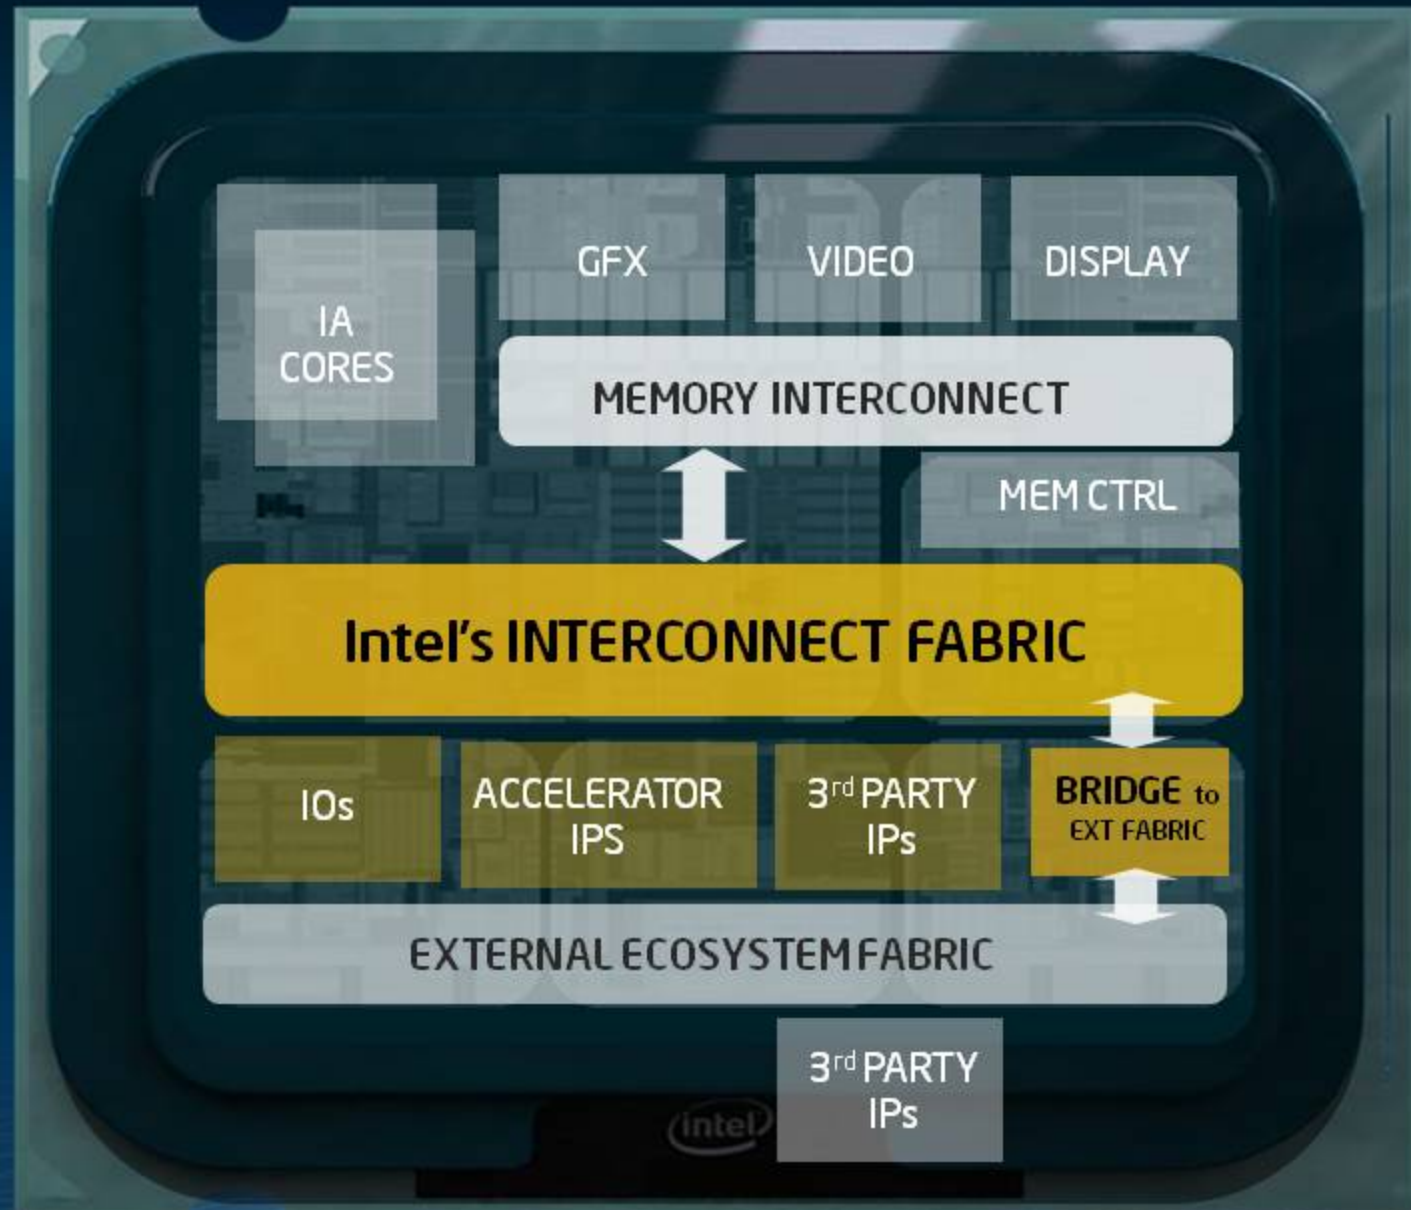 GFX
VIDEO
DISPLAY
IA
CORES
MEMORY INTERCONNECT
MEM CTRL
Intel's INTERCONNECT FABRIC
IOs
ACCELERATOR
IPS
3rd PARTY
IPs
BRIDGE to
EXT FABRIC
EXTERNAL ECOSYSTEM FABRIC
3rd PARTY
IPs
intel